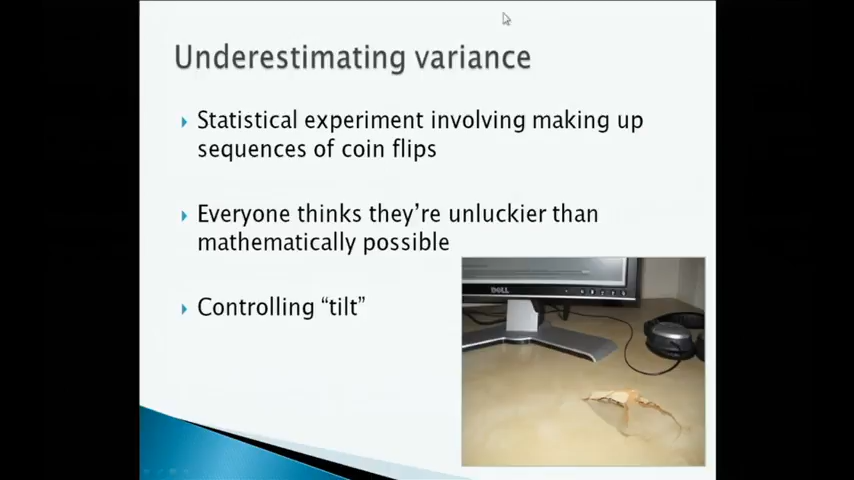 Underestimating variance
Statistical experiment involving making up
sequences of coin flips
Everyone thinks they’re unluckier than
mathematically possible
Controlling “tilt”
DELL